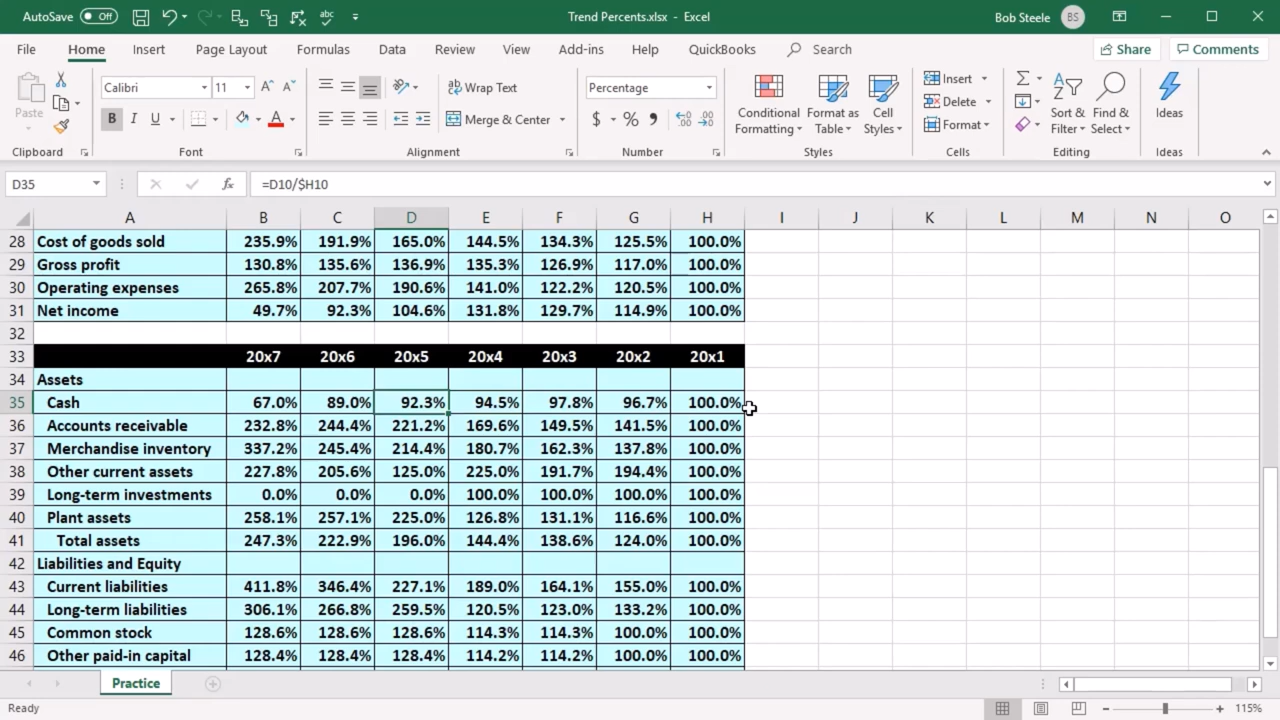 AutoSave Off Trend Percents.xlsx - Excel Bob Steele BS
File Home Insert Page Layout Formulas Data Review View Add-ins Help QuickBooks Search Share Comments
Paste Calibri 11 A A Wrap Text Percentage Conditional Formatting Format as Table Cell Styles Insert Sort & Filter Find & Select Ideas
B I U A Merge & Center $ % Delete
Format
Clipboard Font Alignment Number Styles Cells Editing Ideas
D35 fx =D10/$H10
A B C D E F G H I J K L M N O
28 Cost of goods sold 235.9% 191.9% 165.0% 144.5% 134.3% 125.5% 100.0%
29 Gross profit 130.8% 135.6% 136.9% 135.3% 126.9% 117.0% 100.0%
30 Operating expenses 265.8% 207.7% 190.6% 141.0% 122.2% 120.5% 100.0%
31 Net income 49.7% 92.3% 104.6% 131.8% 129.7% 114.9% 100.0%
32
33 20x7 20x6 20x5 20x4 20x3 20x2 20x1
34 Assets
35 Cash 67.0% 89.0% 92.3% 94.5% 97.8% 96.7% 100.0%
36 Accounts receivable 232.8% 244.4% 221.2% 169.6% 149.5% 141.5% 100.0%
37 Merchandise inventory 337.2% 245.4% 214.4% 180.7% 162.3% 137.8% 100.0%
38 Other current assets 227.8% 205.6% 125.0% 225.0% 191.7% 194.4% 100.0%
39 Long-term investments 0.0% 0.0% 0.0% 100.0% 100.0% 100.0% 100.0%
40 Plant assets 258.1% 257.1% 225.0% 126.8% 131.1% 116.6% 100.0%
41 Total assets 247.3% 222.9% 196.0% 144.4% 138.6% 124.0% 100.0%
42 Liabilities and Equity
43 Current liabilities 411.8% 346.4% 227.1% 189.0% 164.1% 155.0% 100.0%
44 Long-term liabilities 306.1% 266.8% 259.5% 120.5% 123.0% 133.2% 100.0%
45 Common stock 128.6% 128.6% 128.6% 114.3% 114.3% 100.0% 100.0%
46 Other paid-in capital 128.4% 128.4% 128.4% 114.2% 114.2% 100.0% 100.0%
Practice
Ready 115%